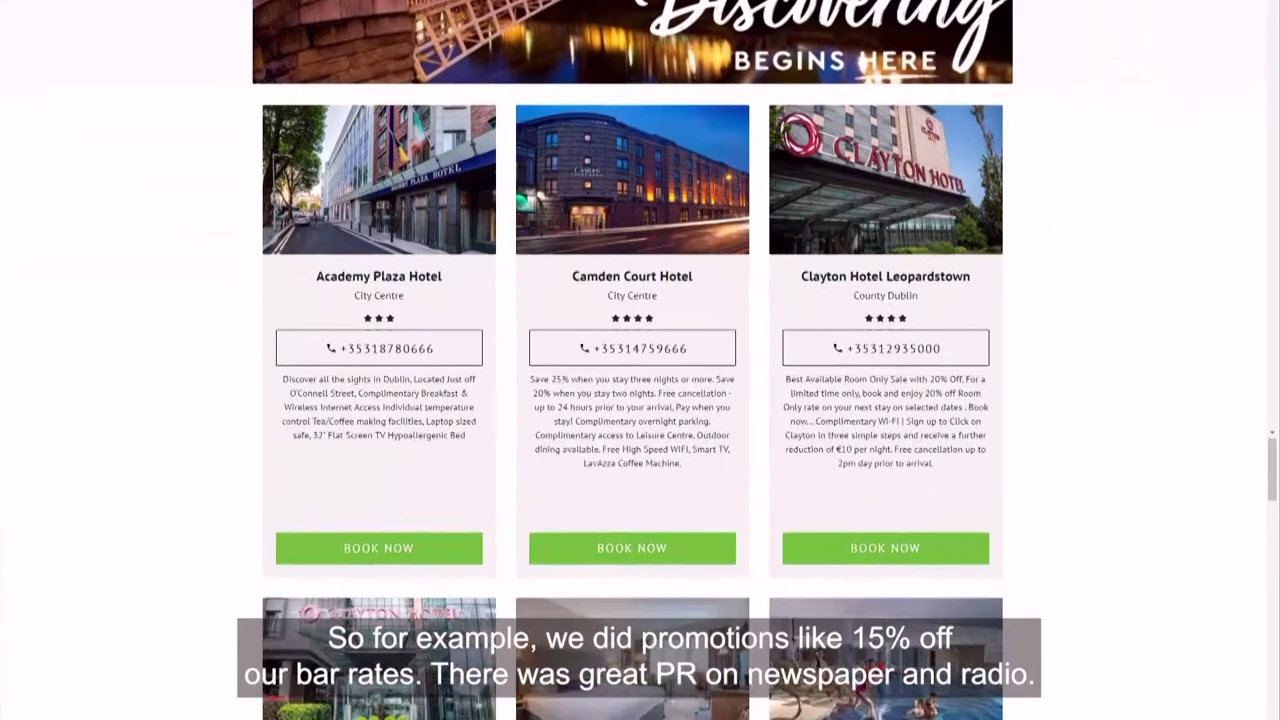 Discovering
BEGINS HERE
ACADEMY PLAZA HOTEL
CAMDEN
COURT HOTEL
CLAYTON HOTEL
CLAYTON
Academy Plaza Hotel
City Centre
+35318780666
Discover all the sights in Dublin, Located Just off
O'Connell Street, Complimentary Breakfast &
Wireless Internet Access Individual temperature
control Tea/Coffee making facilities, Laptop sized
safe, 32" Flat Screen TV Hypoallergenic Bed
BOOK NOW
Camden Court Hotel
City Centre
+35314759666
Save 25% when you stay three nights or more. Save
20% when you stay two nights. Free cancellation -
up to 24 hours prior to your arrival. Pay when you
stay! Complimentary overnight parking.
Complimentary access to Leisure Centre, Outdoor
dining available. Free High Speed WIFI, Smart TV,
LavAzza Coffee Machine,
BOOK NOW
Clayton Hotel Leopardstown
County Dublin
+35312935000
Best Available Room Only Sale with 20% Off. For a
limited time only, book and enjoy 20% off Room
Only rate on your next stay on selected dates . Book
now... Complimentary Wi-Fi | Sign up to Click on
Clayton in three simple steps and receive a further
reduction of €10 per night. Free cancellation up to
2pm day prior to arrival.
BOOK NOW
CLAYTON HOTEL
So for example, we did promotions like 15% off
our bar rates. There was great PR on newspaper and radio.